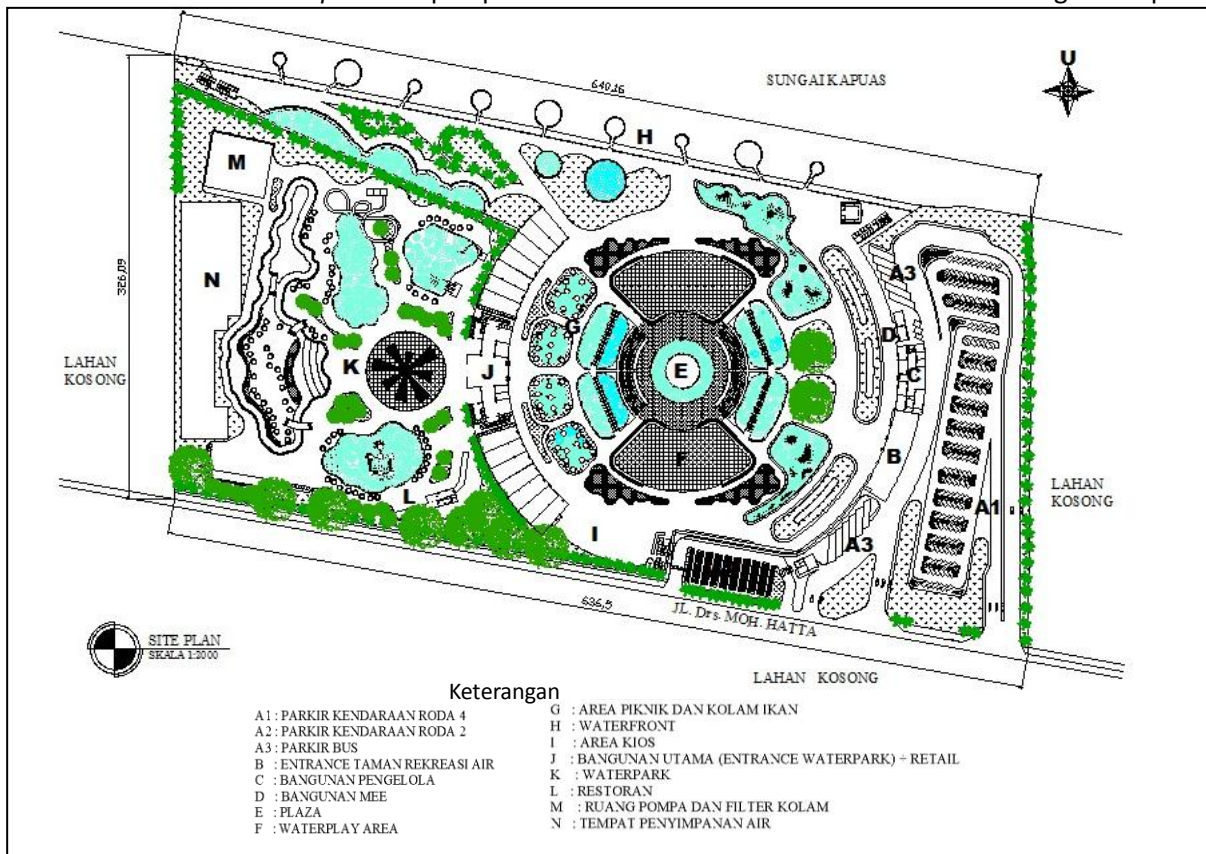 640,16
SUNGAI KAPUAS
U
H
M
326,09
A3
N
G
D
LAHAN
KOSONG
K
J
E
C
F
B
LAHAN
KOSONG
A1
L
I
A3
636,5
JL. Drs. MOH. HATTA
SITE PLAN
SKALA 1:2000
LAHAN KOSONG
Keterangan
A1 : PARKIR KENDARAAN RODA 4
A2 : PARKIR KENDARAAN RODA 2
A3 : PARKIR BUS
B : ENTRANCE TAMAN REKREASI AIR
C : BANGUNAN PENGELOLA
D : BANGUNAN MEE
E : PLAZA
F : WATERPLAY AREA
G : AREA PIKNIK DAN KOLAM IKAN
H : WATERFRONT
I : AREA KIOS
J : BANGUNAN UTAMA (ENTRANCE WATERPARK) + RETAIL
K : WATERPARK
L : RESTORAN
M : RUANG POMPA DAN FILTER KOLAM
N : TEMPAT PENYIMPANAN AIR